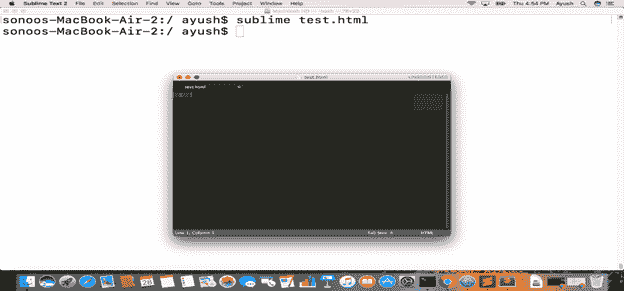 Sublime Text 2 File Edit Selection Find View Goto Tools Project Window Help Thu 4:54 PM Ayush
sonoos-MacBook-Air-2:/ ayush$ sublime test.html
sonoos-MacBook-Air-2:/ ayush$
test.html
test.html
Line 1, Column 1 Tab Size: 4 HTML